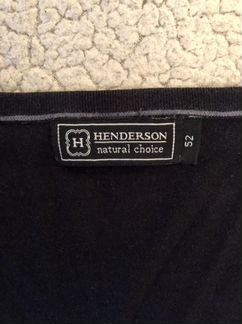 H HENDERSON
natural choice
52